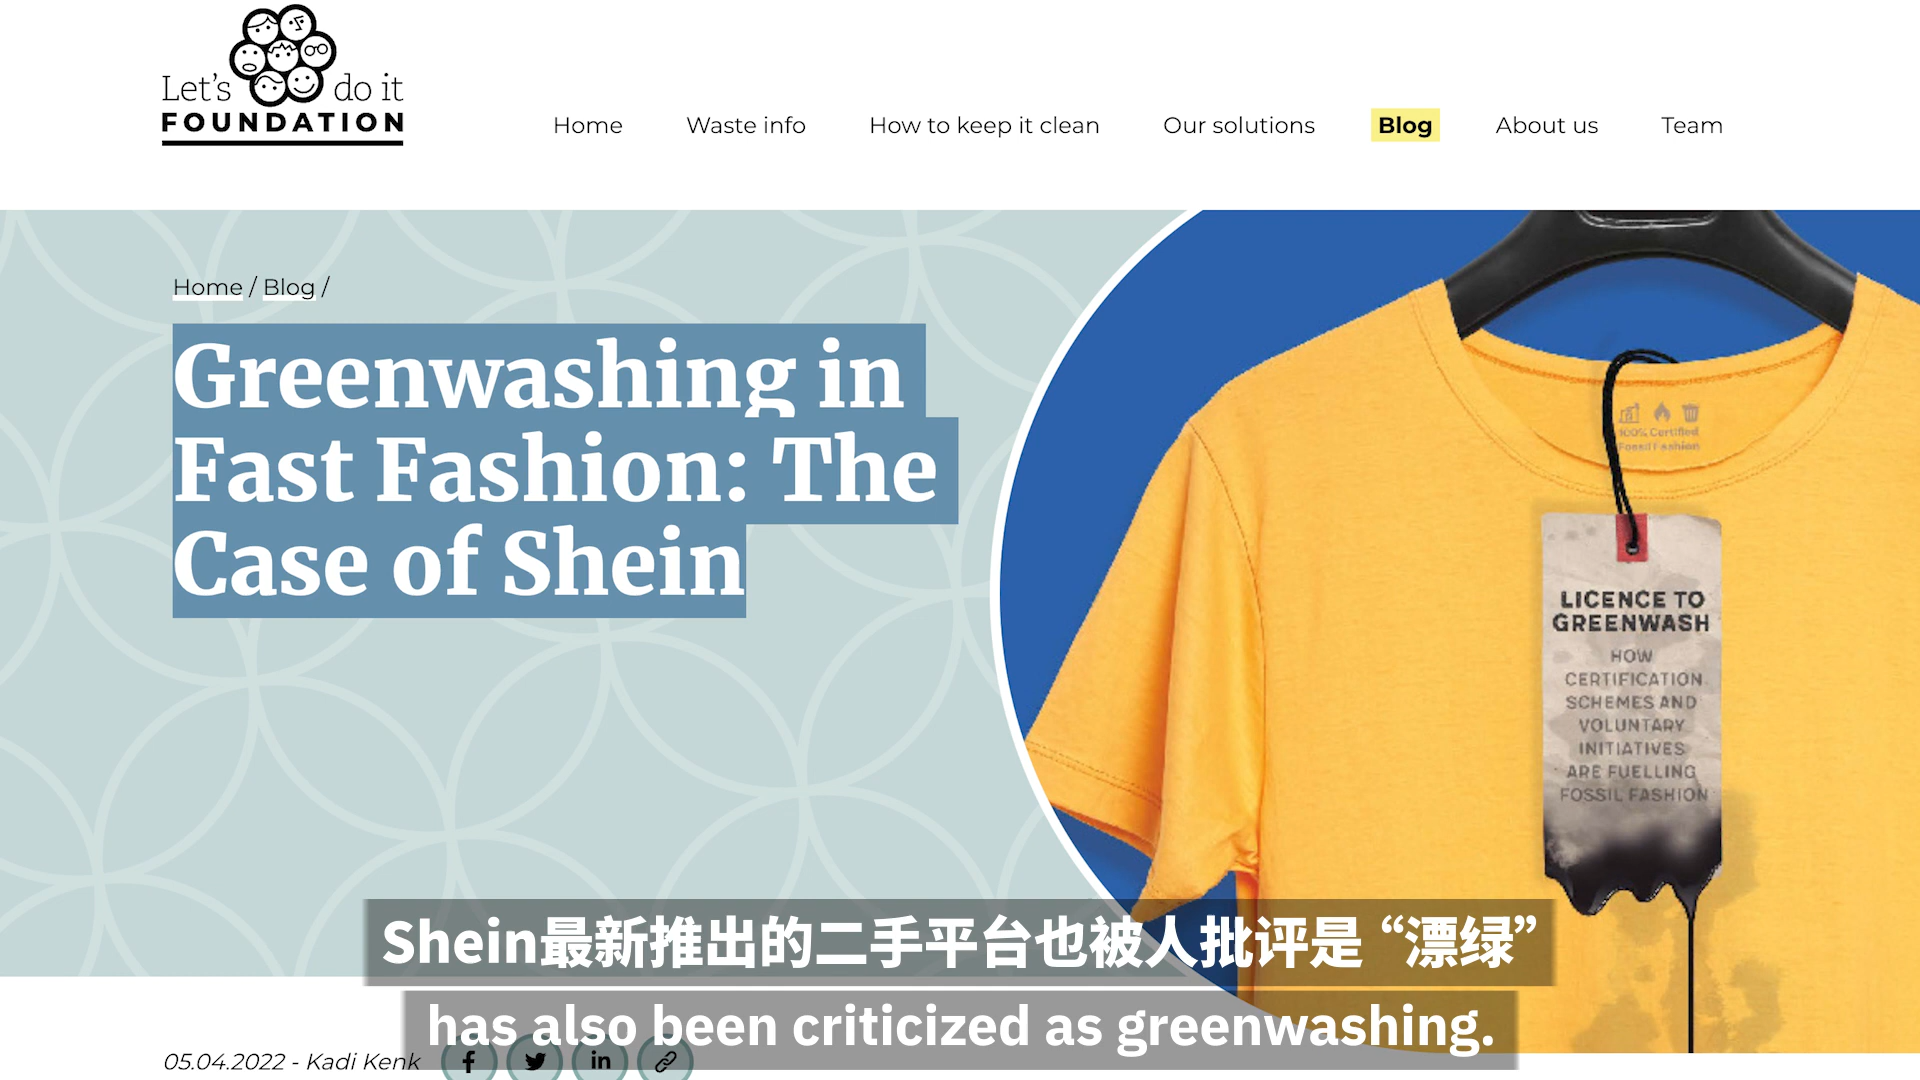 Let's do it
FOUNDATION
Home
Waste info
How to keep it clean
Our solutions
Blog
About us
Team
Home / Blog /
Greenwashing in
Fast Fashion: The
Case of Shein
100% Certified
Fossil Fashion
LICENCE TO
GREENWASH
HOW
CERTIFICATION
SCHEMES AND
VOLUNTARY
INITIATIVES
ARE FUELLING
FOSSIL FASHION
Shein最新推出的二手平台也被人批评是“漂绿”
has also been criticized as greenwashing.
05.04.2022 - Kadi Kenk